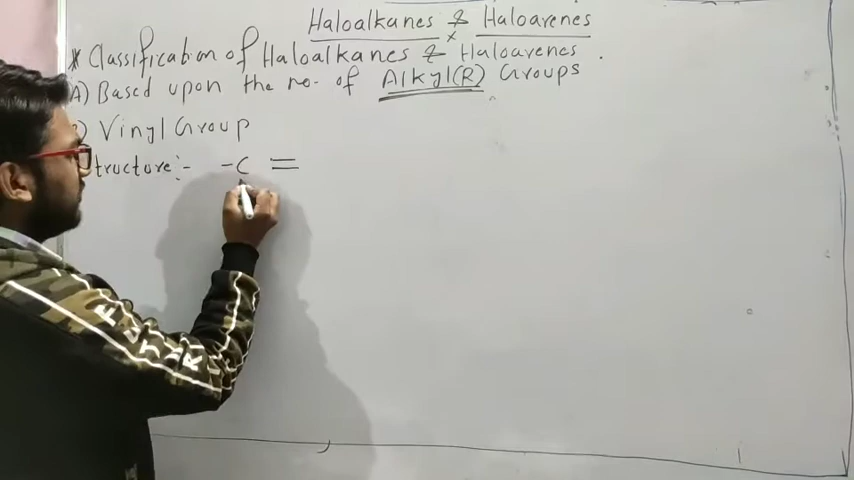 Haloalkanes & Haloarenes
* Classification of Haloalkanes & Haloarenes .
A) Based upon the no. of Alkyl(R) Groups
) Vinyl Group
tructure:- -C =